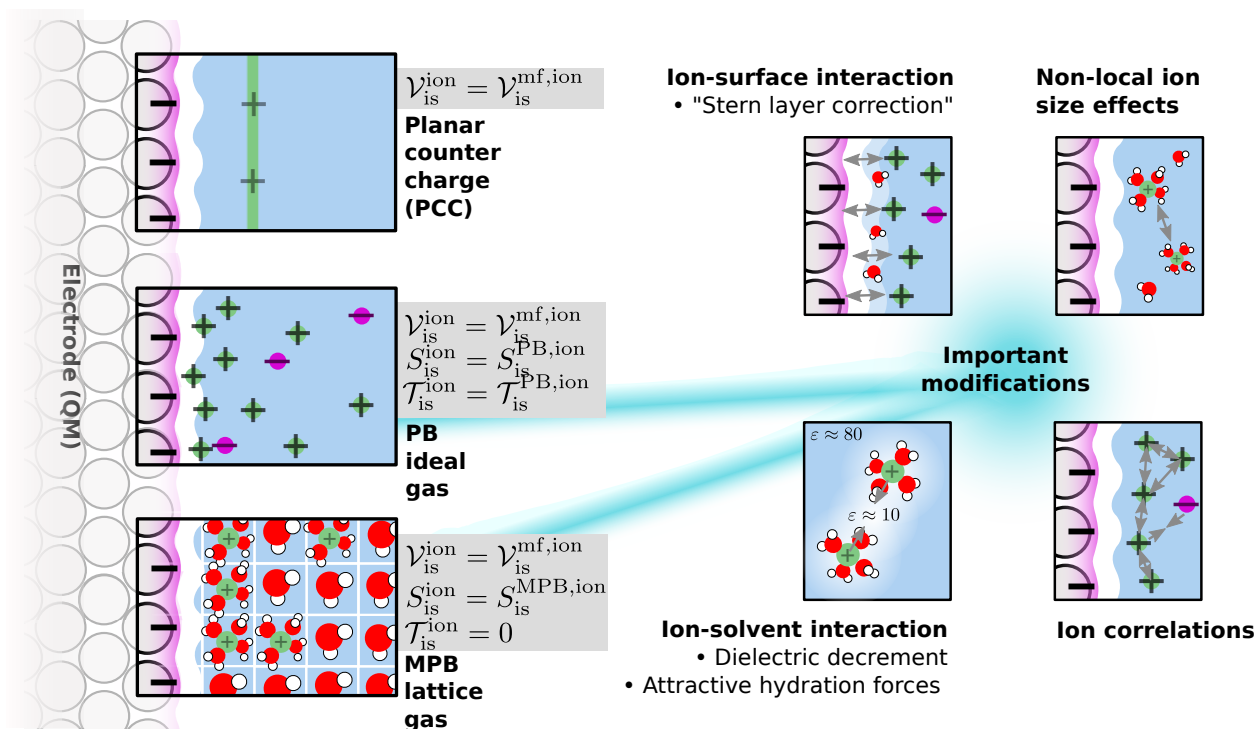 Electrode (QM)
𝒱_is^ion = 𝒱_is^mf,ion
Planar
counter
charge
(PCC)
𝒱_is^ion = 𝒱_is^mf,ion
S_is^ion = S_is^PB,ion
𝒯_is^ion = 𝒯_is^PB,ion
PB
ideal
gas
𝒱_is^ion = 𝒱_is^mf,ion
S_is^ion = S_is^MPB,ion
𝒯_is^ion = 0
MPB
lattice
gas
Ion-surface interaction
• "Stern layer correction"
Non-local ion
size effects
Important
modifications
ε ≈ 80
ε ≈ 10
Ion-solvent interaction
• Dielectric decrement
• Attractive hydration forces
Ion correlations